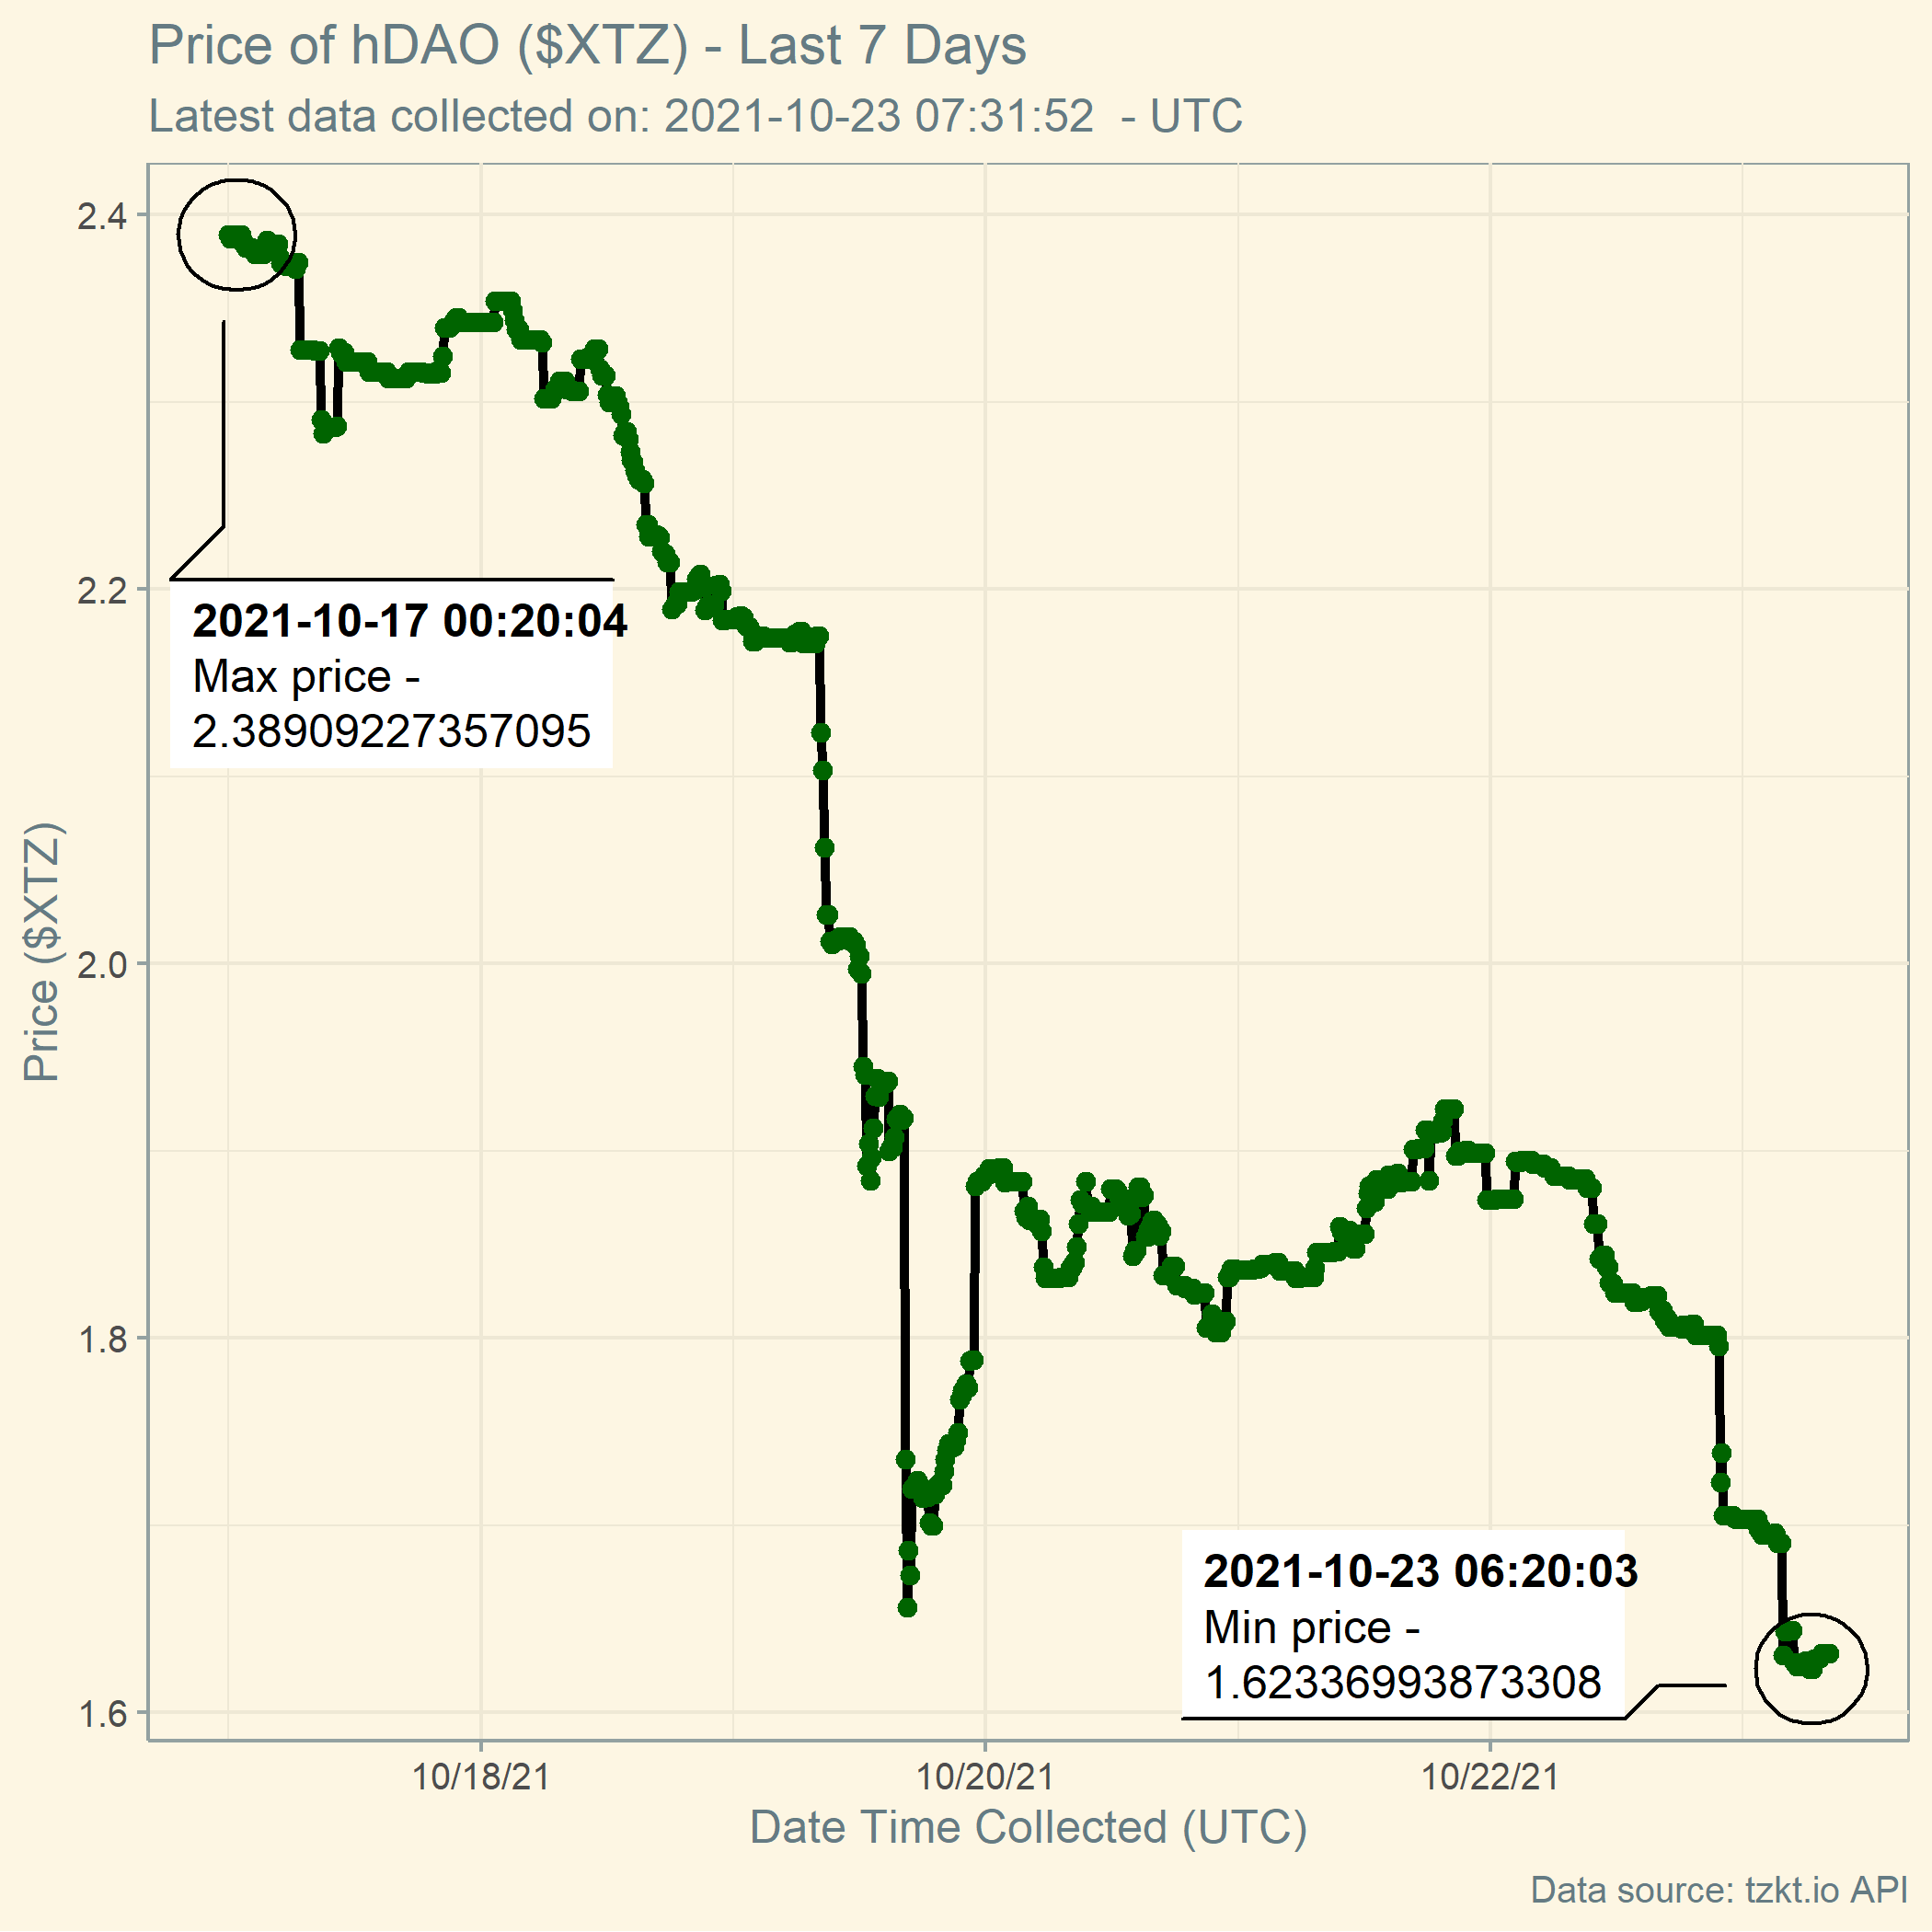 Price of hDAO ($XTZ) - Last 7 Days
Latest data collected on: 2021-10-23 07:31:52  - UTC
2.4
2.2
2.0
1.8
1.6
Price ($XTZ)
2021-10-17 00:20:04
Max price -
2.38909227357095
2021-10-23 06:20:03
Min price -
1.62336993873308
10/18/21
10/20/21
10/22/21
Date Time Collected (UTC)
Data source: tzkt.io API